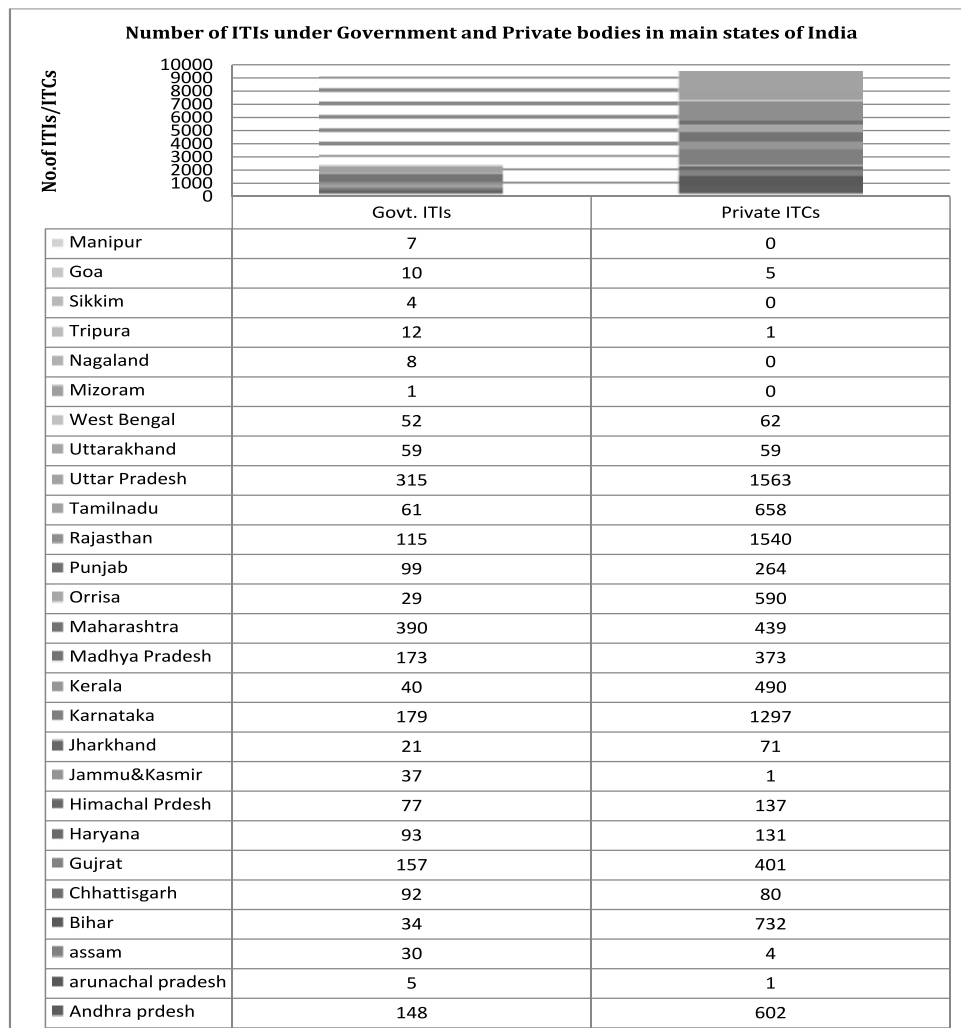 Number of ITIs under Government and Private bodies in main states of India
No.of ITIs/ITCs
10000
9000
8000
7000
6000
5000
4000
3000
2000
1000
0
Govt. ITIs Private ITCs
Manipur 7 0
Goa 10 5
Sikkim 4 0
Tripura 12 1
Nagaland 8 0
Mizoram 1 0
West Bengal 52 62
Uttarakhand 59 59
Uttar Pradesh 315 1563
Tamilnadu 61 658
Rajasthan 115 1540
Punjab 99 264
Orrisa 29 590
Maharashtra 390 439
Madhya Pradesh 173 373
Kerala 40 490
Karnataka 179 1297
Jharkhand 21 71
Jammu&Kasmir 37 1
Himachal Prdesh 77 137
Haryana 93 131
Gujrat 157 401
Chhattisgarh 92 80
Bihar 34 732
assam 30 4
arunachal pradesh 5 1
Andhra prdesh 148 602